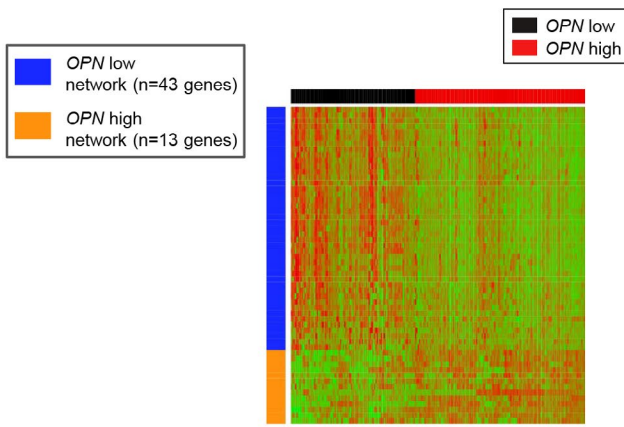 OPN low
OPN high
OPN low
network (n=43 genes)
OPN high
network (n=13 genes)